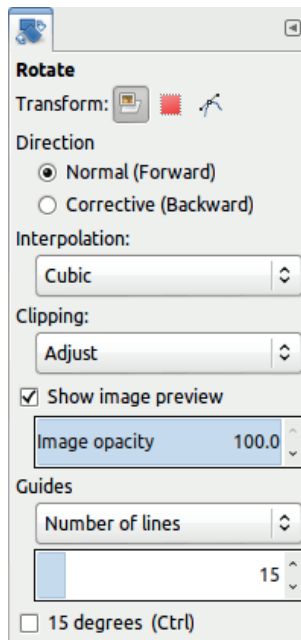 Rotate
Transform:
Direction
Normal (Forward)
Corrective (Backward)
Interpolation:
Cubic
Clipping:
Adjust
Show image preview
Image opacity 100.0
Guides
Number of lines
15
15 degrees (Ctrl)